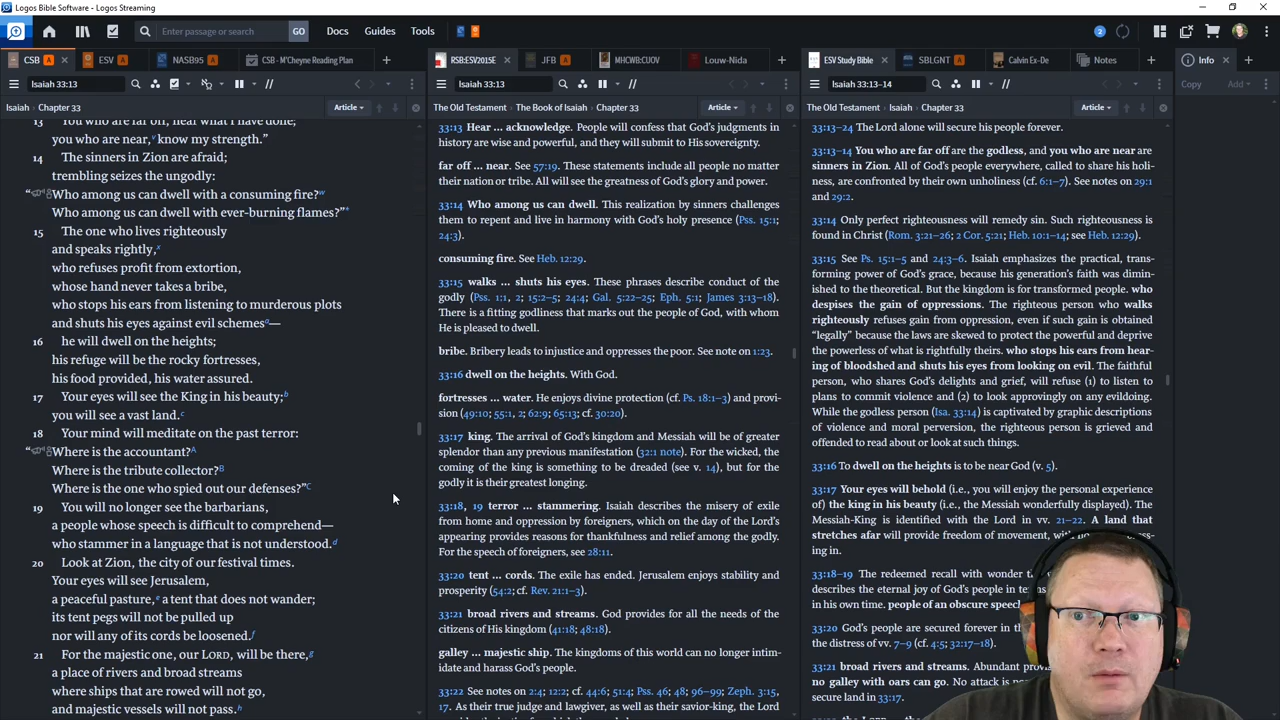 Logos Bible Software - Logos Streaming
Enter passage or search GO Docs Guides Tools 2
CSB A ESV A NASB95 A CSB - M'Cheyne Reading Plan
RSB:ESV2015E JFB A MHCWB:CUOV Louw-Nida
ESV Study Bible SBLGNT A Calvin Ex-De Notes Info
Isaiah 33:13
Isaiah 33:13
Isaiah 33:13–14
Copy
Isaiah › Chapter 33 Article
The Old Testament › The Book of Isaiah › Chapter 33 Article
The Old Testament › Isaiah › Chapter 33 Article
13 You who are far off, hear what I have done;
you who are near,ᵛ know my strength.”
14 The sinners in Zion are afraid;
trembling seizes the ungodly:
“Who among us can dwell with a consuming fire?ʷ
Who among us can dwell with ever-burning flames?”
15 The one who lives righteously
and speaks rightly,ˣ
who refuses profit from extortion,
whose hand never takes a bribe,
who stops his ears from listening to murderous plots
and shuts his eyes against evil schemes—
16 he will dwell on the heights;
his refuge will be the rocky fortresses,
his food provided, his water assured.
17 Your eyes will see the King in his beauty;ᵇ
you will see a vast land.ᶜ
18 Your mind will meditate on the past terror:
“Where is the accountant?ᴬ
Where is the tribute collector?ᴮ
Where is the one who spied out our defenses?”ᶜ
19 You will no longer see the barbarians,
a people whose speech is difficult to comprehend—
who stammer in a language that is not understood.ᵈ
20 Look at Zion, the city of our festival times.
Your eyes will see Jerusalem,
a peaceful pasture,ᵉ a tent that does not wander;
its tent pegs will not be pulled up
nor will any of its cords be loosened.ᶠ
21 For the majestic one, our LORD, will be there,ᵍ
a place of rivers and broad streams
where ships that are rowed will not go,
and majestic vessels will not pass.ʰ
33:13 Hear ... acknowledge. People will confess that God’s judgments in
history are wise and powerful, and they will submit to His sovereignty.
far off ... near. See 57:19. These statements include all people no matter
their nation or tribe. All will see the greatness of God’s glory and power.
33:14 Who among us can dwell. This realization by sinners challenges
them to repent and live in harmony with God’s holy presence (Pss. 15:1;
24:3).
consuming fire. See Heb. 12:29.
33:15 walks ... shuts his eyes. These phrases describe conduct of the
godly (Pss. 1:1, 2; 15:2–5; 24:4; Gal. 5:22–25; Eph. 5:1; James 3:13–18).
There is a fitting godliness that marks out the people of God, with whom
He is pleased to dwell.
bribe. Bribery leads to injustice and oppresses the poor. See note on 1:23.
33:16 dwell on the heights. With God.
fortresses ... water. He enjoys divine protection (cf. Ps. 18:1–3) and provi-
sion (49:10; 55:1, 2; 62:9; 65:13; cf. 30:20).
33:17 king. The arrival of God’s kingdom and Messiah will be of greater
splendor than any previous manifestation (32:1 note). For the wicked, the
coming of the king is something to be dreaded (see v. 14), but for the
godly it is their greatest longing.
33:18, 19 terror ... stammering. Isaiah describes the misery of exile
from home and oppression by foreigners, which on the day of the Lord’s
appearing provides reasons for thankfulness and relief among the godly.
For the speech of foreigners, see 28:11.
33:20 tent ... cords. The exile has ended. Jerusalem enjoys stability and
prosperity (54:2; cf. Rev. 21:1–3).
33:21 broad rivers and streams. God provides for all the needs of the
citizens of His kingdom (41:18; 48:18).
galley ... majestic ship. The kingdoms of this world can no longer intim-
idate and harass God’s people.
33:22 See notes on 2:4; 12:2; cf. 44:6; 51:4; Pss. 46; 48; 96–99; Zeph. 3:15,
17. As their true judge and lawgiver, as well as their savior-king, the Lord
33:13–24 The Lord alone will secure his people forever.
33:13–14 You who are far off are the godless, and you who are near are
sinners in Zion. All of God’s people everywhere, called to share his holi-
ness, are confronted by their own unholiness (cf. 6:1–7). See notes on 29:1
and 29:2.
33:14 Only perfect righteousness will remedy sin. Such righteousness is
found in Christ (Rom. 3:21–26; 2 Cor. 5:21; Heb. 10:1–14; see Heb. 12:29).
33:15 See Ps. 15:1–5 and 24:3–6. Isaiah emphasizes the practical, trans-
forming power of God’s grace, because his generation’s faith was dimin-
ished to the theoretical. But the kingdom is for transformed people. who
despises the gain of oppressions. The righteous person who walks
righteously refuses gain from oppression, even if such gain is obtained
“legally” because the laws are skewed to protect the powerful and deprive
the powerless of what is rightfully theirs. who stops his ears from hear-
ing of bloodshed and shuts his eyes from looking on evil. The faithful
person, who shares God’s delights and grief, will refuse (1) to listen to
plans to commit violence and (2) to look approvingly on any evildoing.
While the godless person (Isa. 33:14) is captivated by graphic descriptions
of violence and moral perversion, the righteous person is grieved and
offended to read about or look at such things.
33:16 To dwell on the heights is to be near God (v. 5).
33:17 Your eyes will behold (i.e., you will enjoy the personal experience
of) the king in his beauty (i.e., the Messiah wonderfully displayed). The
Messiah-King is identified with the Lord in vv. 21–22. A land that
stretches afar will provide freedom of movement, with no
ing in.
33:18–19 The redeemed recall with wonder
describes the eternal joy of God’s people in
in his own time. people of an obscure speech
33:20 God’s people are secured forever in
the distress of vv. 7–9 (cf. 4:5; 32:17–18).
33:21 broad rivers and streams. Abundant
no galley with oars can go. No attack is
secure land in 33:17.